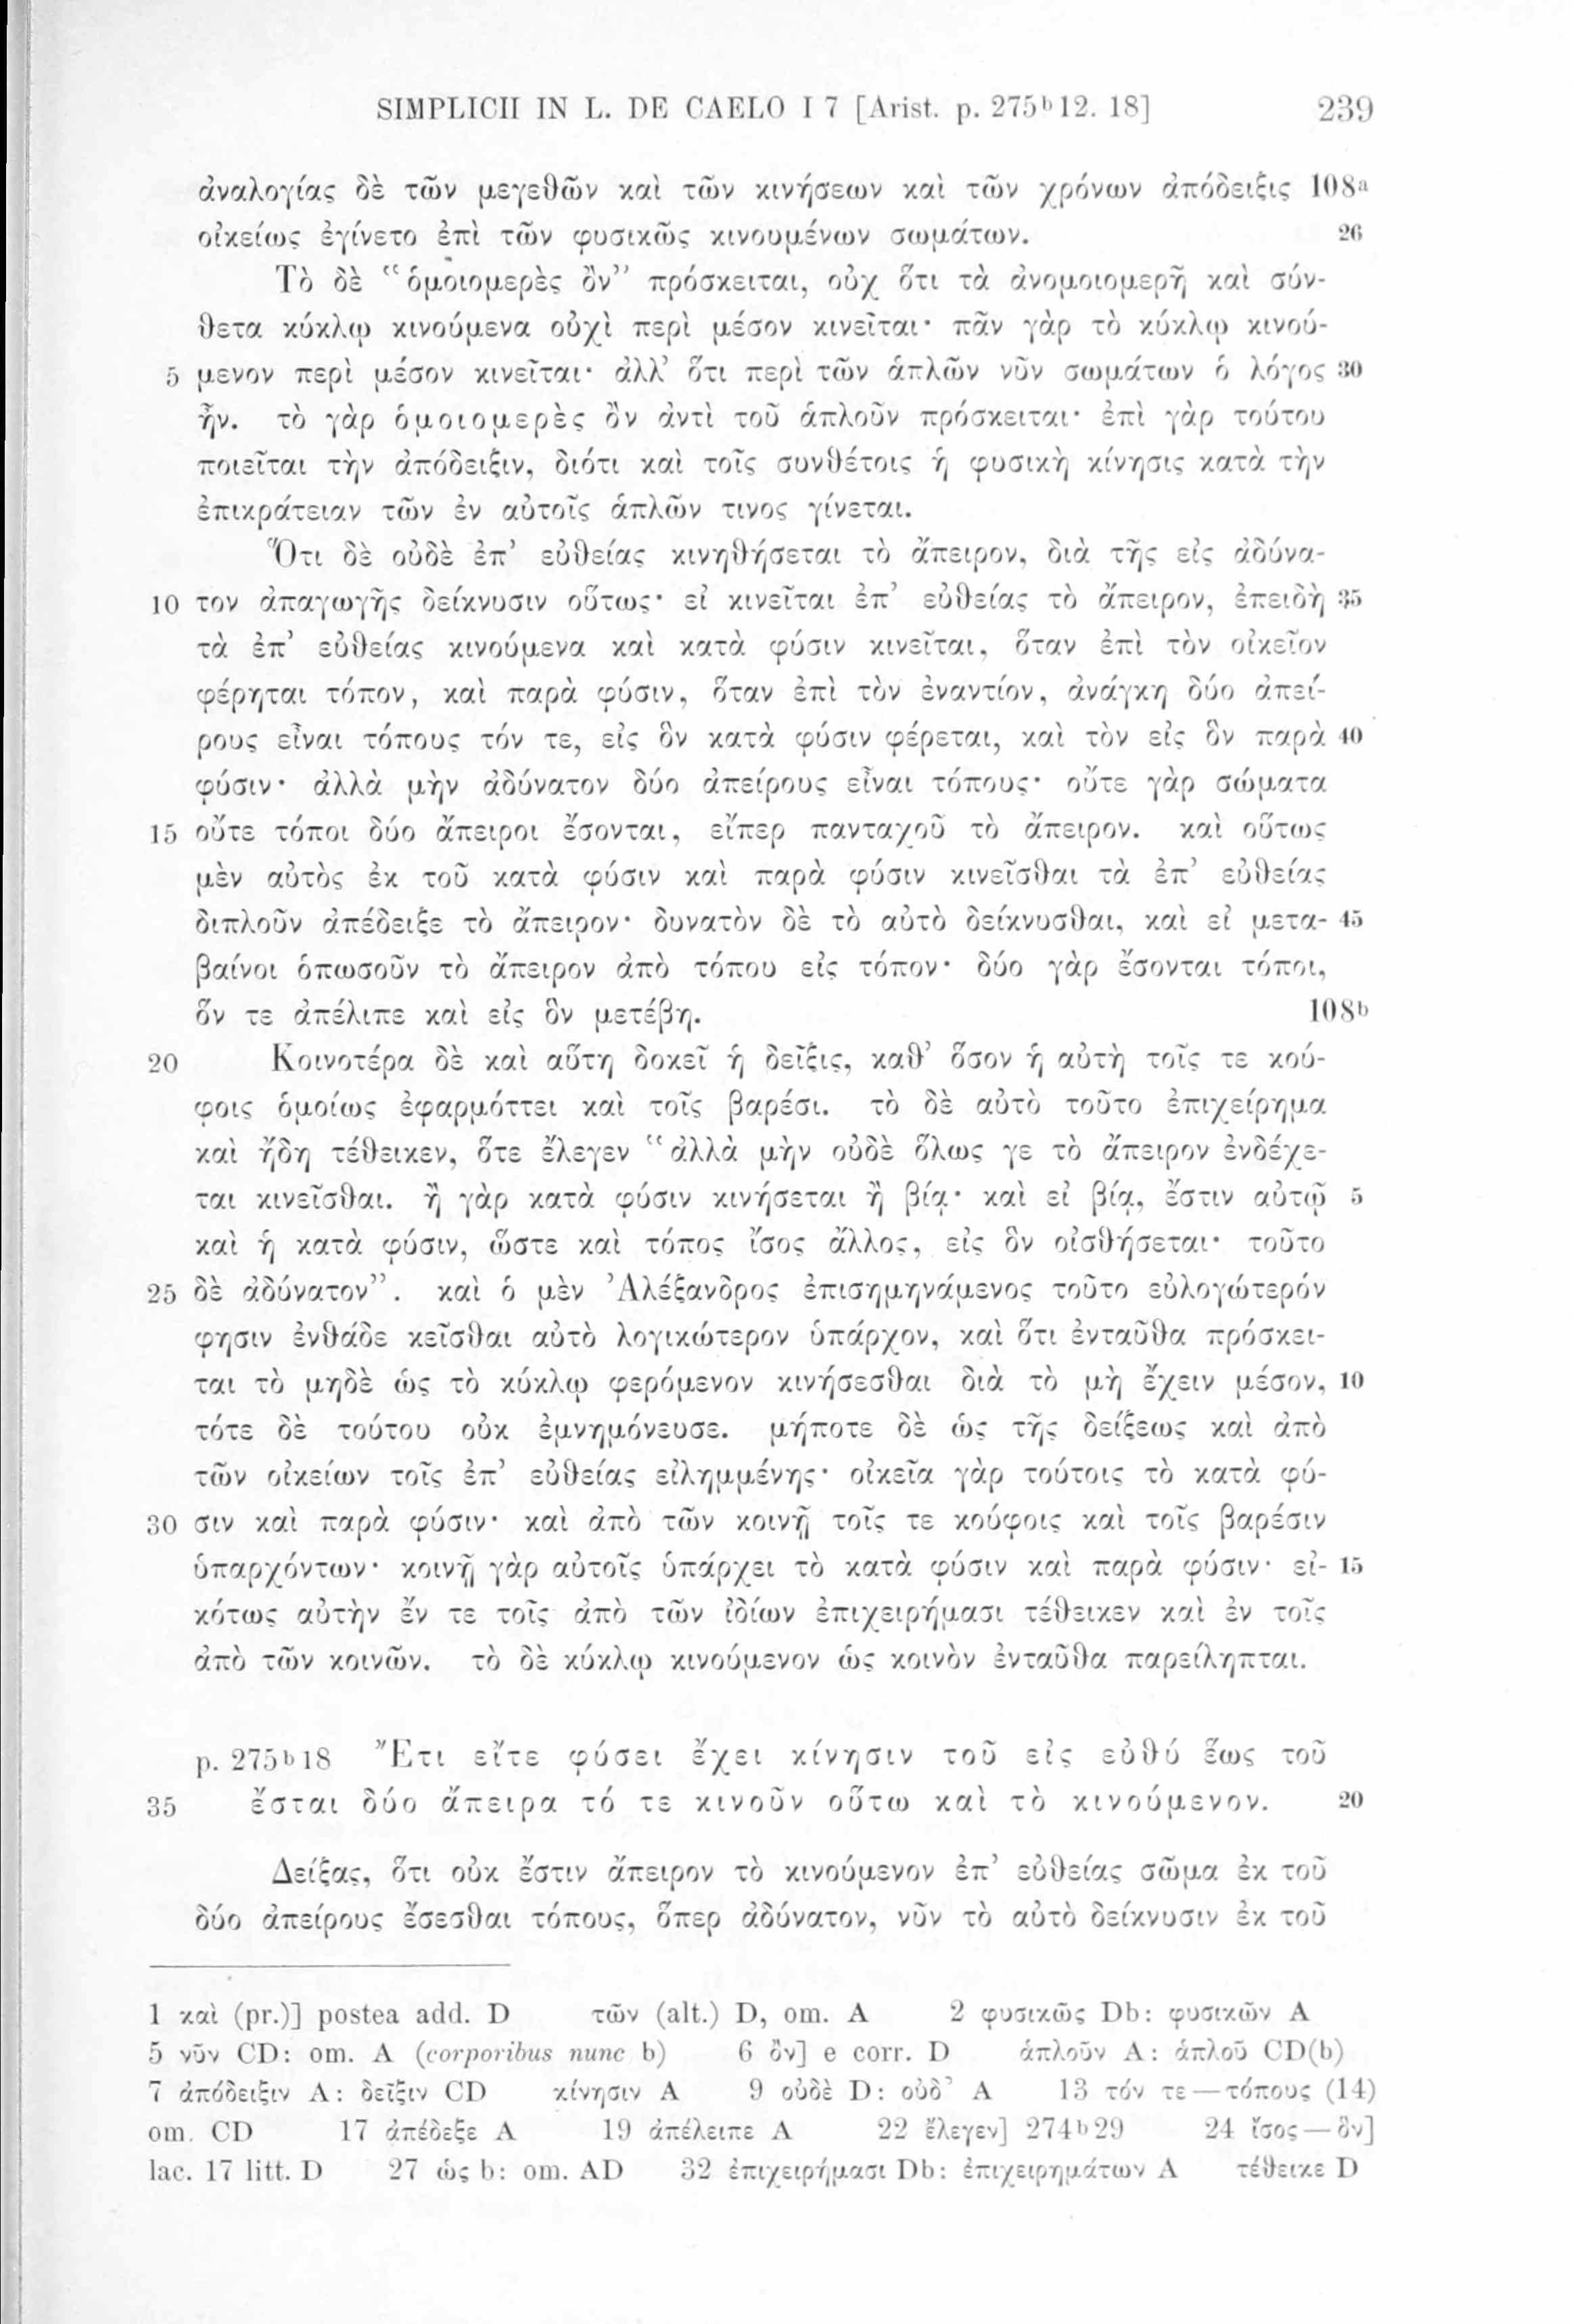 SIMPLICII IN L. DE CAELO I 7 [Arist. p. 275ᵇ12. 18] 239
ἀναλογίας δὲ τῶν μεγεθῶν καὶ τῶν κινήσεων καὶ τῶν χρόνων ἀπόδειξις 108ᵃ
οἰκείως ἐγίνετο ἐπὶ τῶν φυσικῶς κινουμένων σωμάτων. 26
Τὸ δὲ “ὁμοιομερὲς ὄν” πρόσκειται, οὐχ ὅτι τὰ ἀνομοιομερῆ καὶ σύν-
θετα κύκλῳ κινούμενα οὐχὶ περὶ μέσον κινεῖται· πᾶν γὰρ τὸ κύκλῳ κινού-
5 μενον περὶ μέσον κινεῖται· ἀλλ’ ὅτι περὶ τῶν ἁπλῶν νῦν σωμάτων ὁ λόγος 30
ἦν. τὸ γὰρ ὁμοιομερὲς ὂν ἀντὶ τοῦ ἁπλοῦν πρόσκειται· ἐπὶ γὰρ τούτου
ποιεῖται τὴν ἀπόδειξιν, διότι καὶ τοῖς συνθέτοις ἡ φυσικὴ κίνησις κατὰ τὴν
ἐπικράτειαν τῶν ἐν αὐτοῖς ἁπλῶν τινος γίνεται.
Ὅτι δὲ οὐδὲ ἐπ’ εὐθείας κινηθήσεται τὸ ἄπειρον, διὰ τῆς εἰς ἀδύνα-
10 τον ἀπαγωγῆς δείκνυσιν οὕτως· εἰ κινεῖται ἐπ’ εὐθείας τὸ ἄπειρον, ἐπειδὴ 35
τὰ ἐπ’ εὐθείας κινούμενα καὶ κατὰ φύσιν κινεῖται, ὅταν ἐπὶ τὸν οἰκεῖον
φέρηται τόπον, καὶ παρὰ φύσιν, ὅταν ἐπὶ τὸν ἐναντίον, ἀνάγκη δύο ἀπεί-
ρους εἶναι τόπους τόν τε, εἰς ὃν κατὰ φύσιν φέρεται, καὶ τὸν εἰς ὃν παρὰ 40
φύσιν· ἀλλὰ μὴν ἀδύνατον δύο ἀπείρους εἶναι τόπους· οὔτε γὰρ σώματα
15 οὔτε τόποι δύο ἄπειροι ἔσονται, εἴπερ πανταχοῦ τὸ ἄπειρον. καὶ οὕτως
μὲν αὐτὸς ἐκ τοῦ κατὰ φύσιν καὶ παρὰ φύσιν κινεῖσθαι τὰ ἐπ’ εὐθείας
διπλοῦν ἀπέδειξε τὸ ἄπειρον· δυνατὸν δὲ τὸ αὐτὸ δείκνυσθαι, καὶ εἰ μετα- 45
βαίνοι ὁπωσοῦν τὸ ἄπειρον ἀπὸ τόπου εἰς τόπον· δύο γὰρ ἔσονται τόποι,
ὅν τε ἀπέλιπε καὶ εἰς ὃν μετέβη. 108ᵇ
20 Κοινοτέρα δὲ καὶ αὕτη δοκεῖ ἡ δεῖξις, καθ’ ὅσον ἡ αὐτὴ τοῖς τε κού-
φοις ὁμοίως ἐφαρμόττει καὶ τοῖς βαρέσι. τὸ δὲ αὐτὸ τοῦτο ἐπιχείρημα
καὶ ἤδη τέθεικεν, ὅτε ἔλεγεν “ἀλλὰ μὴν οὐδὲ ὅλως γε τὸ ἄπειρον ἐνδέχε-
ται κινεῖσθαι. ἢ γὰρ κατὰ φύσιν κινήσεται ἢ βίᾳ· καὶ εἰ βίᾳ, ἔστιν αὐτῷ 5
καὶ ἡ κατὰ φύσιν, ὥστε καὶ τόπος ἴσος ἄλλος, εἰς ὃν οἰσθήσεται· τοῦτο
25 δὲ ἀδύνατον”. καὶ ὁ μὲν Ἀλέξανδρος ἐπισημηνάμενος τοῦτο εὐλογώτερόν
φησιν ἐνθάδε κεῖσθαι αὐτὸ λογικώτερον ὑπάρχον, καὶ ὅτι ἐνταῦθα πρόσκει-
ται τὸ μηδὲ ὡς τὸ κύκλῳ φερόμενον κινήσεσθαι διὰ τὸ μὴ ἔχειν μέσον, 10
τότε δὲ τούτου οὐκ ἐμνημόνευσε. μήποτε δὲ ὡς τῆς δείξεως καὶ ἀπὸ
τῶν οἰκείων τοῖς ἐπ’ εὐθείας εἰλημμένης· οἰκεῖα γὰρ τούτοις τὸ κατὰ φύ-
30 σιν καὶ παρὰ φύσιν· καὶ ἀπὸ τῶν κοινῇ τοῖς τε κούφοις καὶ τοῖς βαρέσιν
ὑπαρχόντων· κοινῇ γὰρ αὐτοῖς ὑπάρχει τὸ κατὰ φύσιν καὶ παρὰ φύσιν· εἰ- 15
κότως αὐτὴν ἔν τε τοῖς ἀπὸ τῶν ἰδίων ἐπιχειρήμασι τέθεικεν καὶ ἐν τοῖς
ἀπὸ τῶν κοινῶν. τὸ δὲ κύκλῳ κινούμενον ὡς κοινὸν ἐνταῦθα παρείληπται.
p. 275ᵇ18 Ἔτι εἴτε φύσει ἔχει κίνησιν τοῦ εἰς εὐθύ ἕως τοῦ
35 ἔσται δύο ἄπειρα τό τε κινοῦν οὕτω καὶ τὸ κινούμενον. 20
Δείξας, ὅτι οὐκ ἔστιν ἄπειρον τὸ κινούμενον ἐπ’ εὐθείας σῶμα ἐκ τοῦ
δύο ἀπείρους ἔσεσθαι τόπους, ὅπερ ἀδύνατον, νῦν τὸ αὐτὸ δείκνυσιν ἐκ τοῦ
1 καὶ (pr.)] postea add. D τῶν (alt.) D, om. A 2 φυσικῶς Db: φυσικῶν A
5 νῦν CD: om. A (corporibus nunc b) 6 ὂν] e corr. D ἁπλοῦν A: ἁπλοῦ CD(b)
7 ἀπόδειξιν A: δεῖξιν CD κίνησιν A 9 οὐδὲ D: οὐδ’ A 13 τόν τε — τόπους (14)
om. CD 17 ἀπέδεξε A 19 ἀπέλειπε A 22 ἔλεγεν] 274ᵇ29 24 ἴσος — ὃν]
lac. 17 litt. D 27 ὡς b: om. AD 32 ἐπιχειρήμασι Db: ἐπιχειρημάτων A τέθεικε D